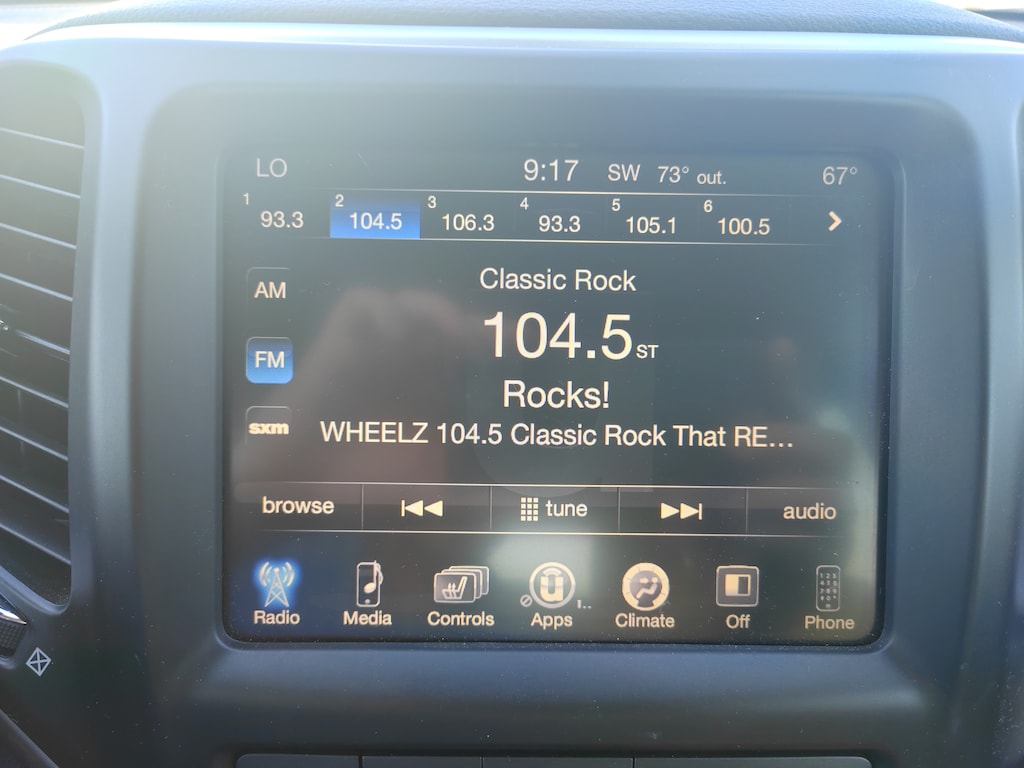 LO 9:17 SW 73° out. 67°
1 93.3 2 104.5 3 106.3 4 93.3 5 105.1 6 100.5
AM
Classic Rock
104.5 ST
FM
Rocks!
sxm
WHEELZ 104.5 Classic Rock That RE...
browse tune audio
Radio Media Controls Apps Climate Off Phone